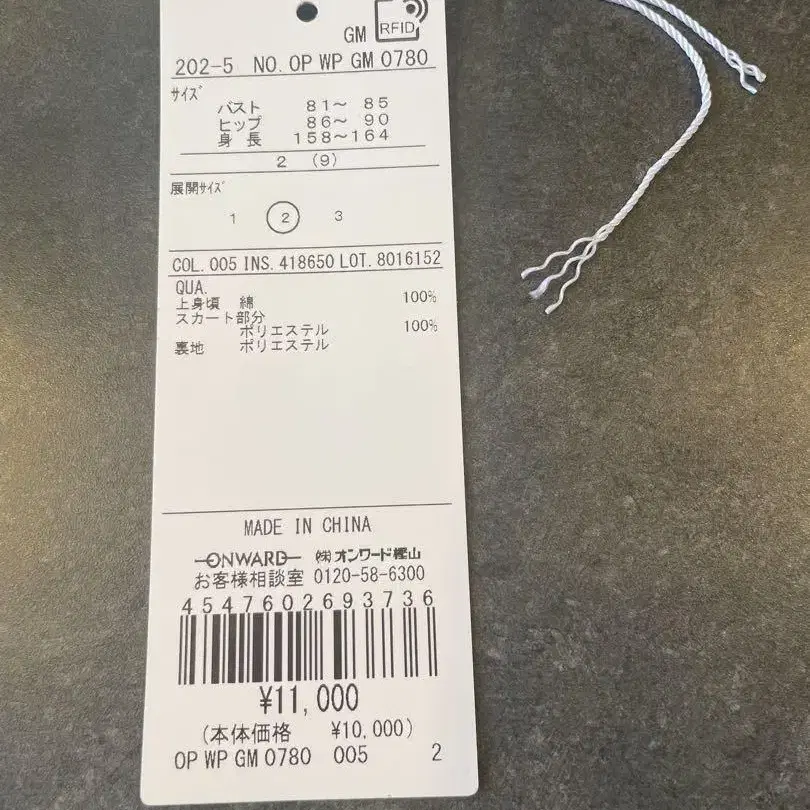 GM RFID
202-5 NO. OP WP GM 0780
サイズ
バスト 81～ 85
ヒップ 86～ 90
身長 158～164
2 (9)
展開サイズ
1 2 3
COL. 005 INS. 418650 LOT. 8016152
QUA.
上身頃 綿 100%
スカート部分
ポリエステル 100%
裏地 ポリエステル
MADE IN CHINA
ONWARD ㈱オンワード樫山
お客様相談室 0120-58-6300
4547602693736
¥11,000
(本体価格 ¥10,000)
OP WP GM 0780 005 2